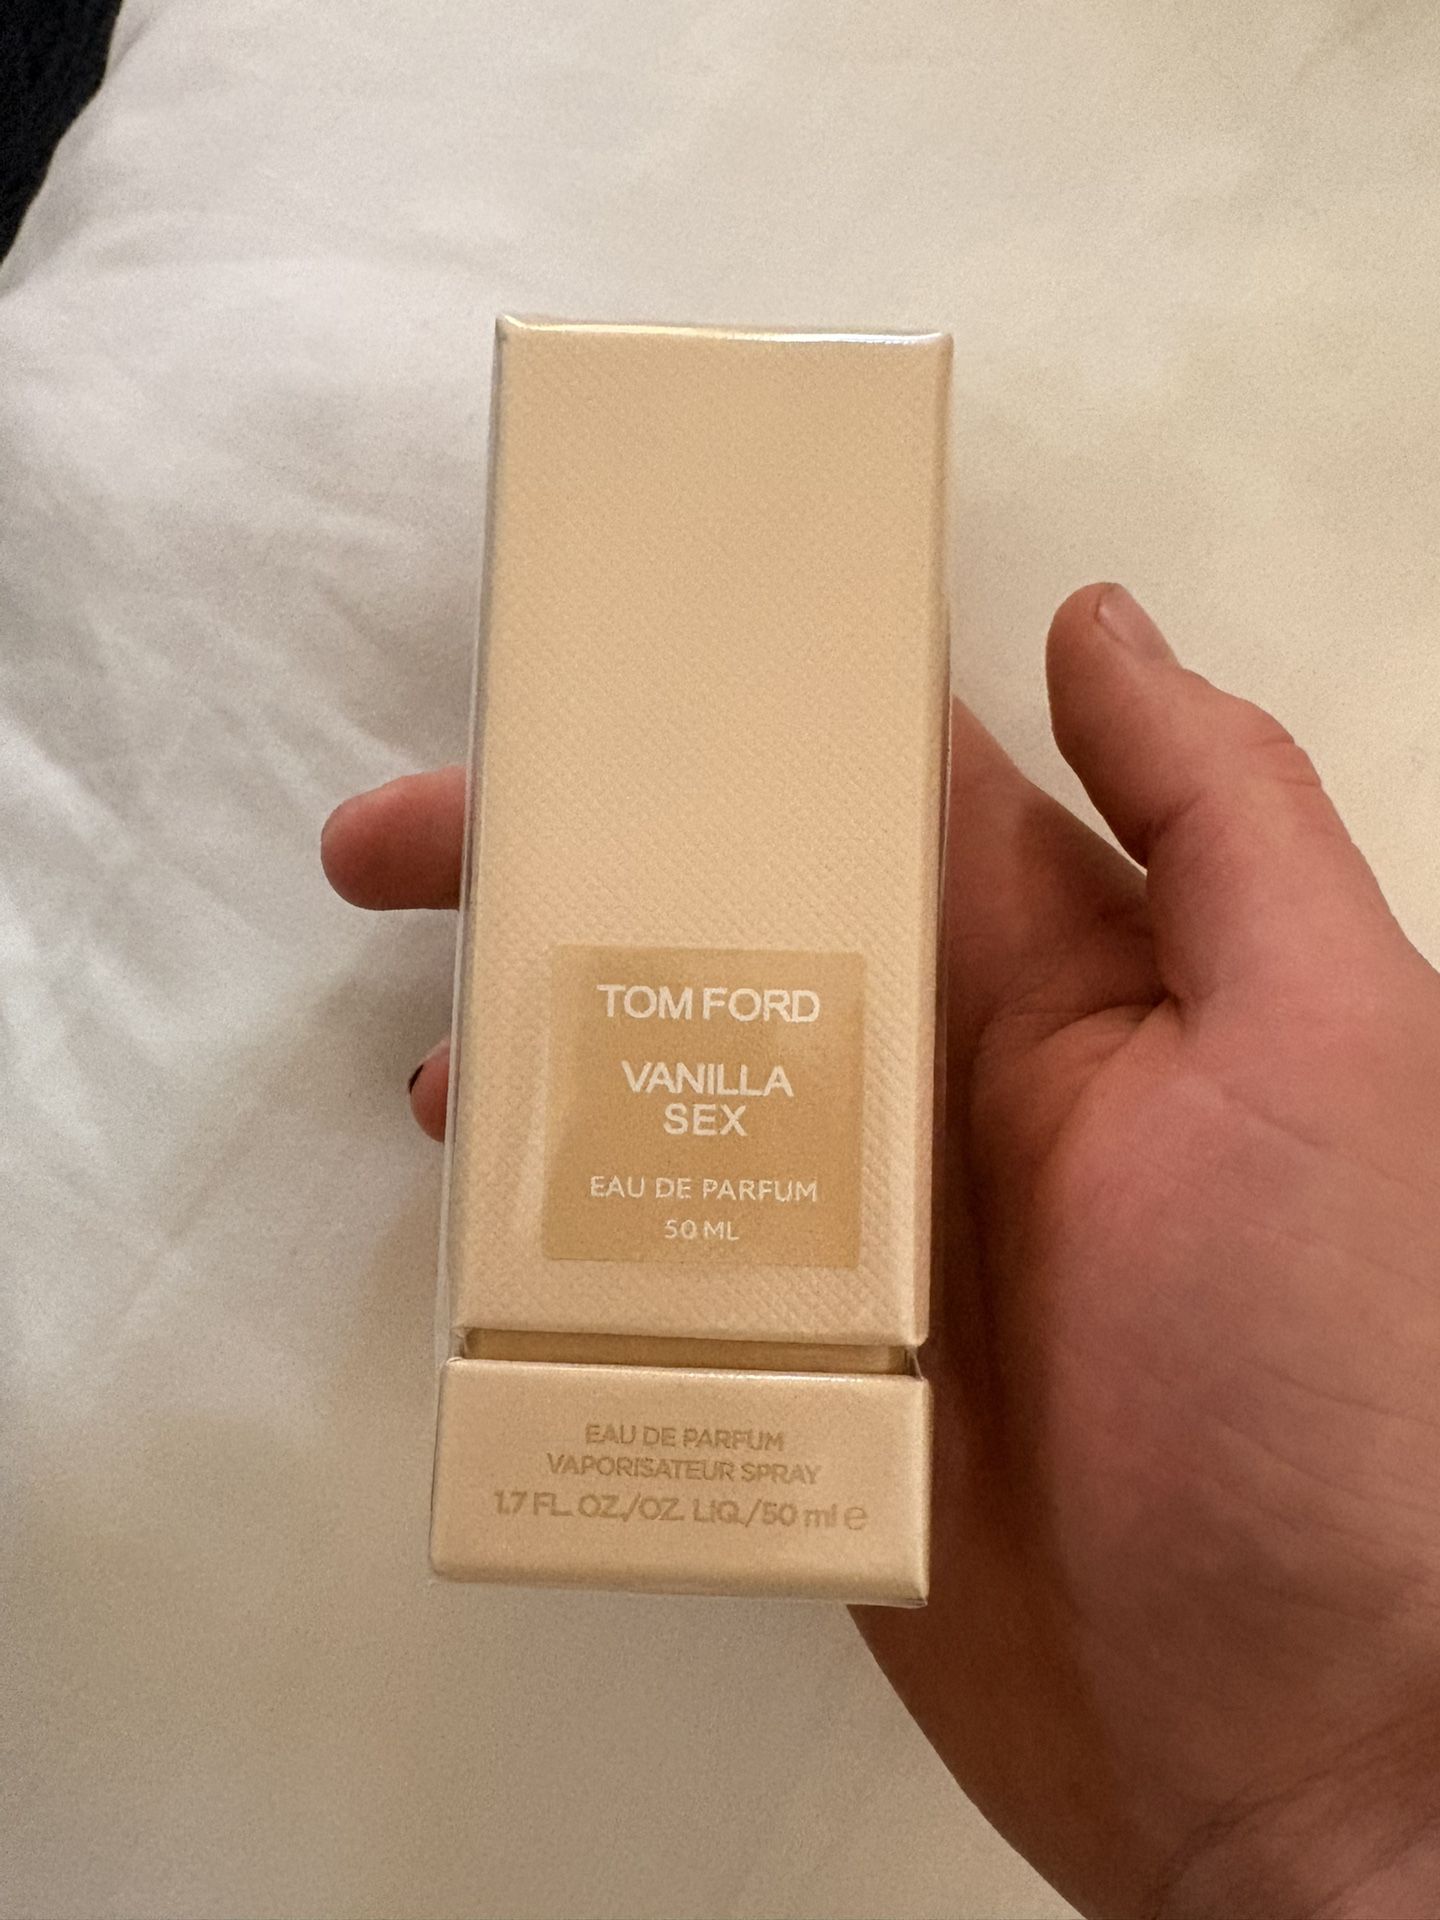 TOM FORD
VANILLA
SEX
EAU DE PARFUM
50 ML
EAU DE PARFUM
VAPORISATEUR SPRAY
1.7 FL. OZ./OZ. LIQ./50 ml e